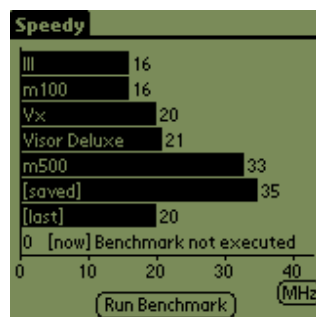 Speedy
III 16
m100 16
Vx 20
Visor Deluxe 21
m500 33
[saved] 35
[last] 20
0 [now] Benchmark not executed
0 10 20 30 40
MHz
Run Benchmark